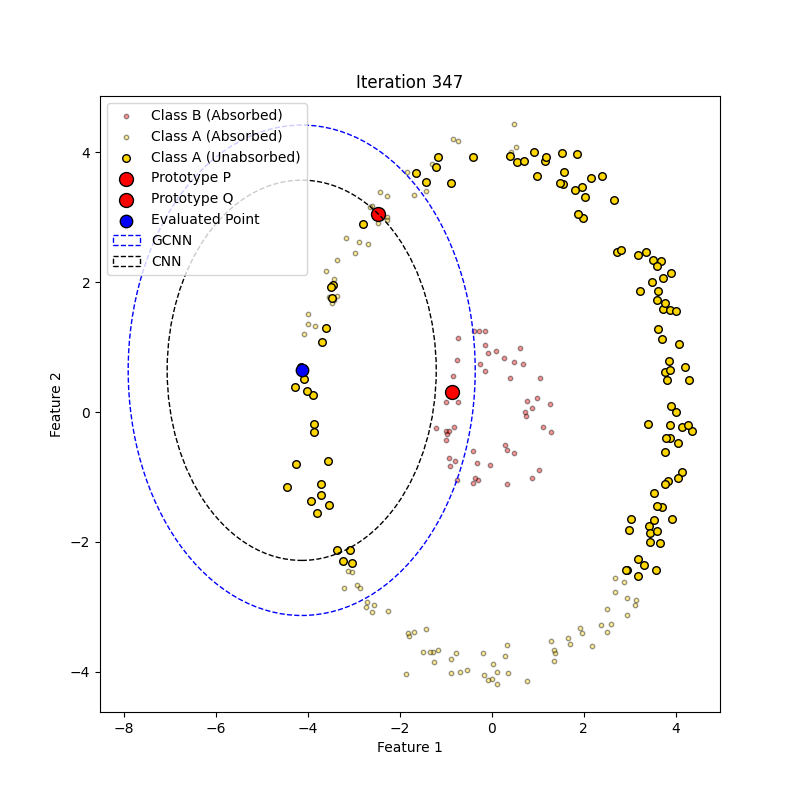 Iteration 347
Class B (Absorbed)
Class A (Absorbed)
Class A (Unabsorbed)
Prototype P
Prototype Q
Evaluated Point
GCNN
CNN
Feature 2
4
2
0
−2
−4
−8
−6
−4
−2
0
2
4
Feature 1